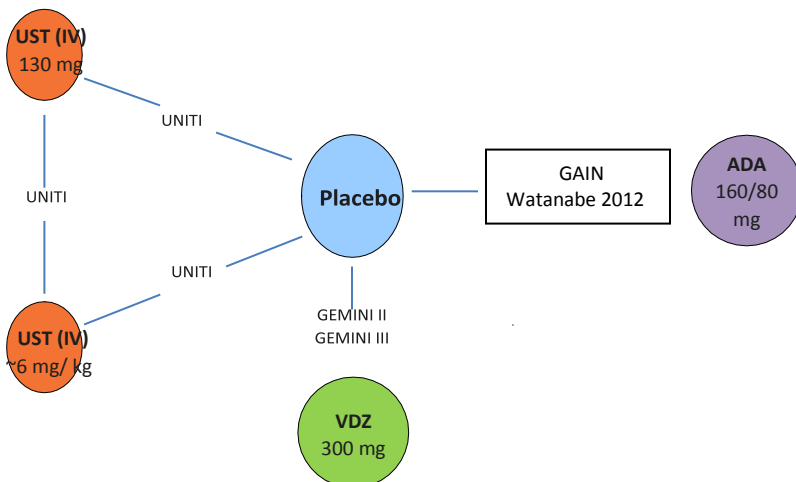 UST (IV)
130 mg
UNITI
UNITI
Placebo
GAIN
Watanabe 2012
ADA
160/80
mg
UNITI
UST (IV)
~6 mg/ kg
GEMINI II
GEMINI III
VDZ
300 mg